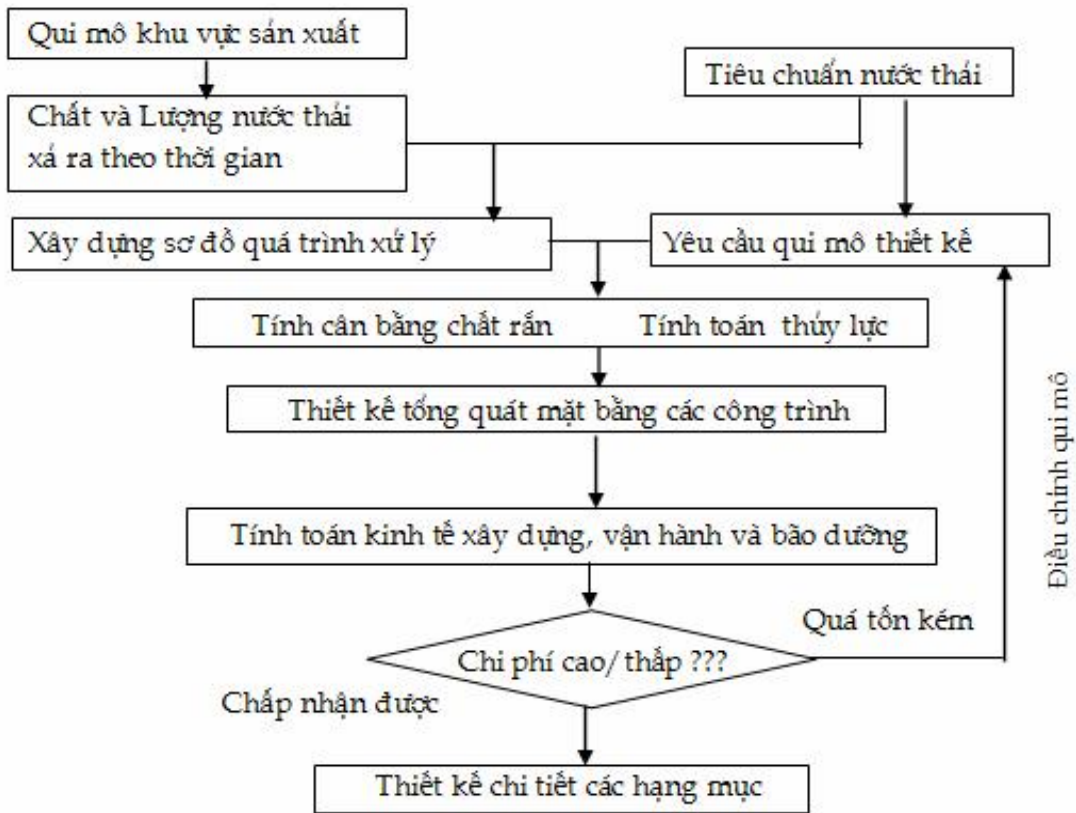 Qui mô khu vực sản xuất
Tiêu chuẩn nước thải
Chất và Lượng nước thải
xả ra theo thời gian
Xây dựng sơ đồ quá trình xử lý
Yêu cầu qui mô thiết kế
Tính cân bằng chất rắn Tính toán thủy lực
Thiết kế tổng quát mặt bằng các công trình
Tính toán kinh tế xây dựng, vận hành và bão dưỡng
Điều chỉnh qui mô
Quá tốn kém
Chi phí cao/ thấp ???
Chấp nhận được
Thiết kế chi tiết các hạng mục